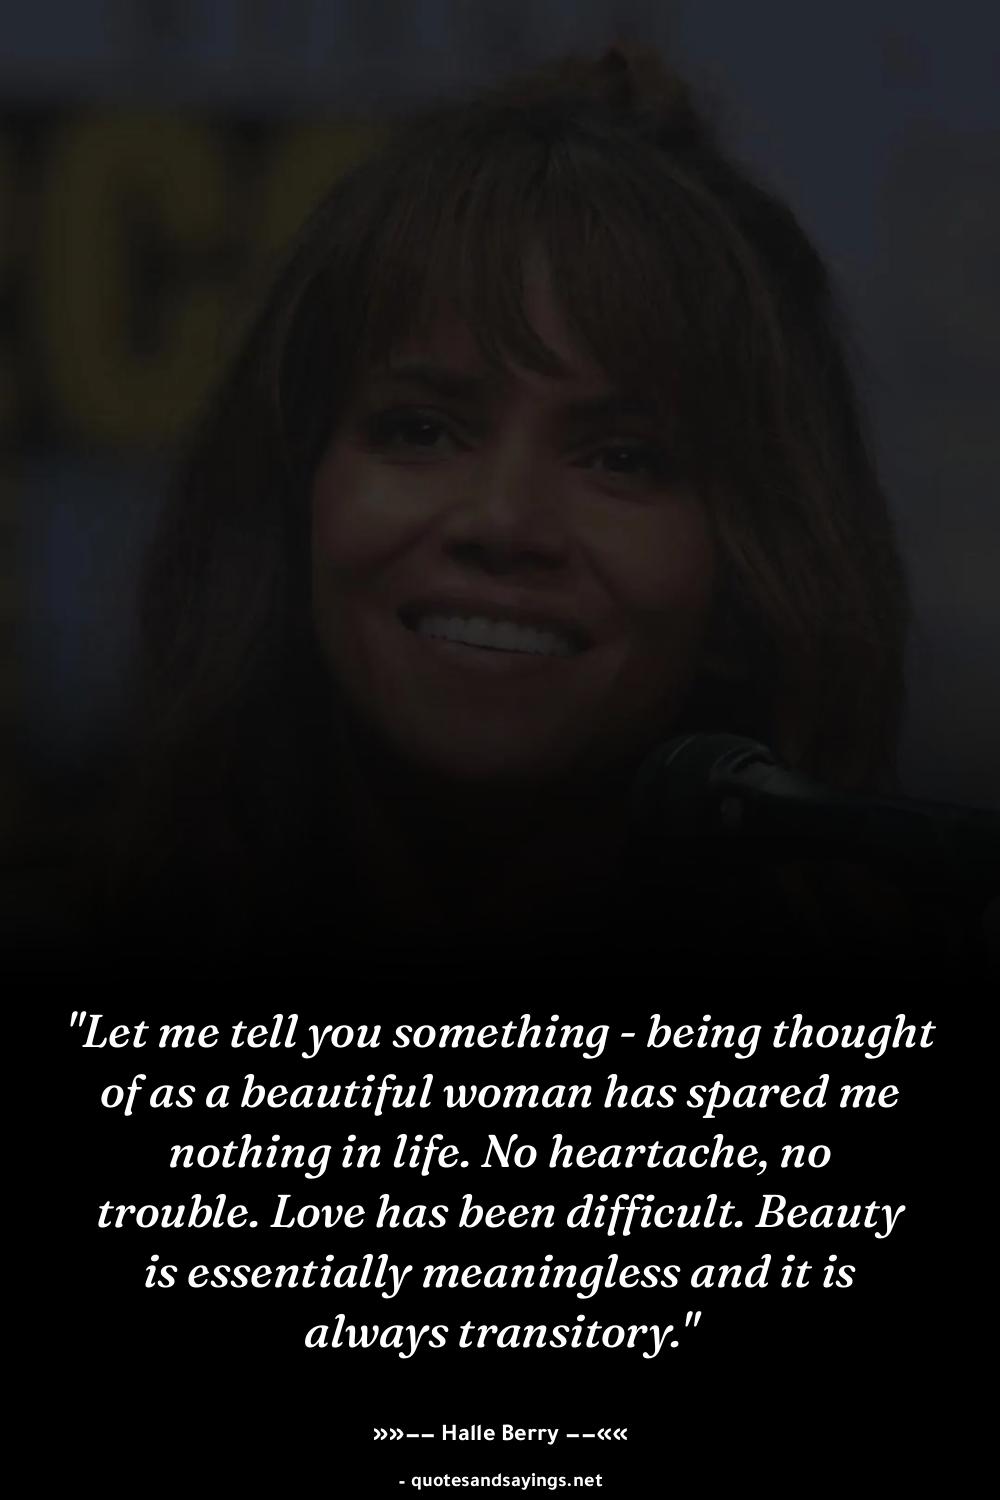 "Let me tell you something - being thought
of as a beautiful woman has spared me
nothing in life. No heartache, no
trouble. Love has been difficult. Beauty
is essentially meaningless and it is
always transitory."
»»–– Halle Berry ––««
- quotesandsayings.net